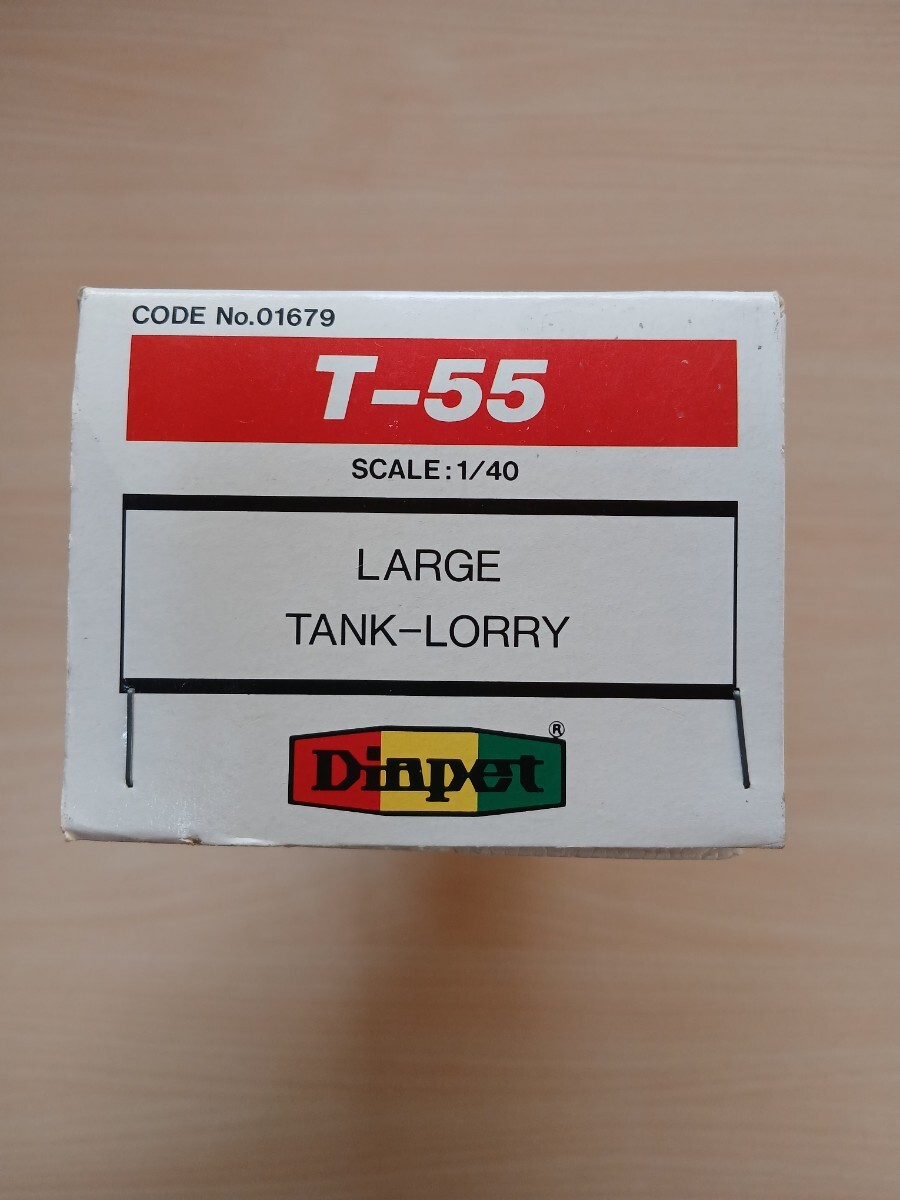 CODE No.01679
T-55
SCALE:1/40
LARGE
TANK-LORRY
Diapet®